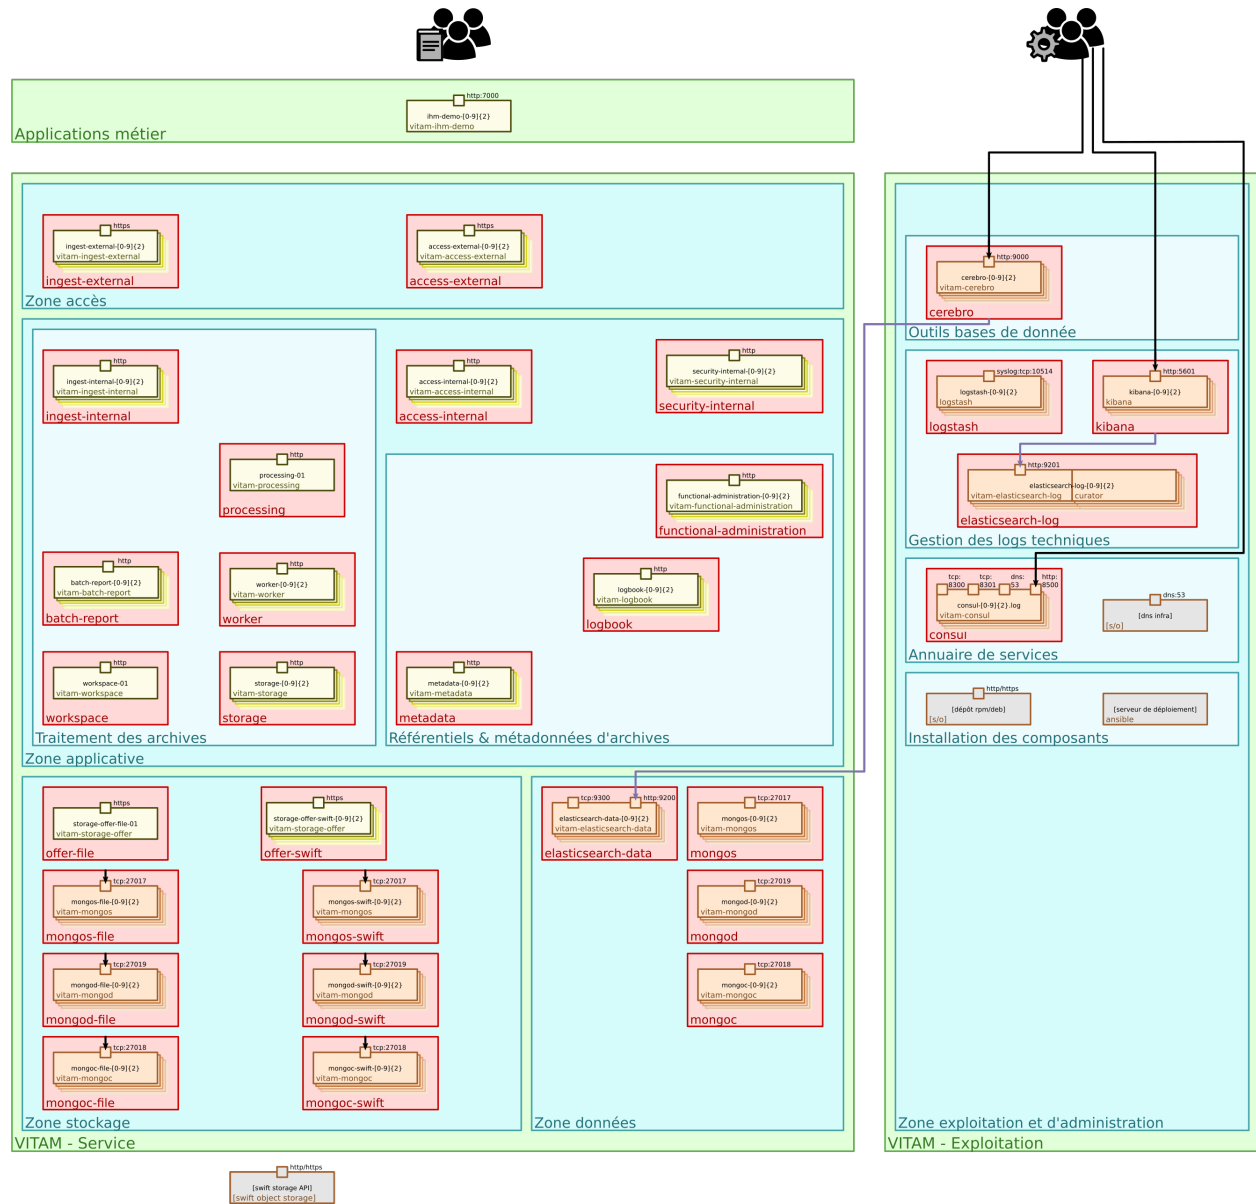 http:7000
ihm-demo-[0-9]{2}
vitam-ihm-demo
Applications métier
https
ingest-external-[0-9]{2}
vitam-ingest-external
ingest-external
https
access-external-[0-9]{2}
vitam-access-external
access-external
Zone accès
http
ingest-internal-[0-9]{2}
vitam-ingest-internal
ingest-internal
http
access-internal-[0-9]{2}
vitam-access-internal
access-internal
http
security-internal-[0-9]{2}
vitam-security-internal
security-internal
http
processing-01
vitam-processing
processing
http
functional-administration-[0-9]{2}
vitam-functional-administration
functional-administration
http
batch-report-[0-9]{2}
vitam-batch-report
batch-report
http
worker-[0-9]{2}
vitam-worker
worker
http
logbook-[0-9]{2}
vitam-logbook
logbook
http
workspace-01
vitam-workspace
workspace
http
storage-[0-9]{2}
vitam-storage
storage
http
metadata-[0-9]{2}
vitam-metadata
metadata
Traitement des archives
Référentiels & métadonnées d'archives
Zone applicative
https
storage-offer-file-01
vitam-storage-offer
offer-file
https
storage-offer-swift-[0-9]{2}
vitam-storage-offer
offer-swift
tcp:27017
mongos-file-[0-9]{2}
vitam-mongos
mongos-file
tcp:27017
mongos-swift-[0-9]{2}
vitam-mongos
mongos-swift
tcp:27019
mongod-file-[0-9]{2}
vitam-mongod
mongod-file
tcp:27019
mongod-swift-[0-9]{2}
vitam-mongod
mongod-swift
tcp:27018
mongoc-file-[0-9]{2}
vitam-mongoc
mongoc-file
tcp:27018
mongoc-swift-[0-9]{2}
vitam-mongoc
mongoc-swift
Zone stockage
tcp:9300
http:9200
elasticsearch-data-[0-9]{2}
vitam-elasticsearch-data
elasticsearch-data
tcp:27017
mongos-[0-9]{2}
vitam-mongos
mongos
tcp:27019
mongod-[0-9]{2}
vitam-mongod
mongod
tcp:27018
mongoc-[0-9]{2}
vitam-mongoc
mongoc
Zone données
VITAM - Service
http/https
[swift storage API]
[swift object storage]
http:9000
cerebro-[0-9]{2}
vitam-cerebro
cerebro
Outils bases de donnée
syslog:tcp:10514
logstash-[0-9]{2}
logstash
logstash
http:5601
kibana-[0-9]{2}
kibana
kibana
http:9201
elasticsearch-log-[0-9]{2}
vitam-elasticsearch-log
curator
elasticsearch-log
Gestion des logs techniques
tcp:
8300
tcp:
8301
dns:
53
http:
8500
consul-[0-9]{2}.log
vitam-consul
consul
dns:53
[dns infra]
[s/o]
Annuaire de services
http/https
[dépôt rpm/deb]
[s/o]
[serveur de déploiement]
ansible
Installation des composants
Zone exploitation et d'administration
VITAM - Exploitation